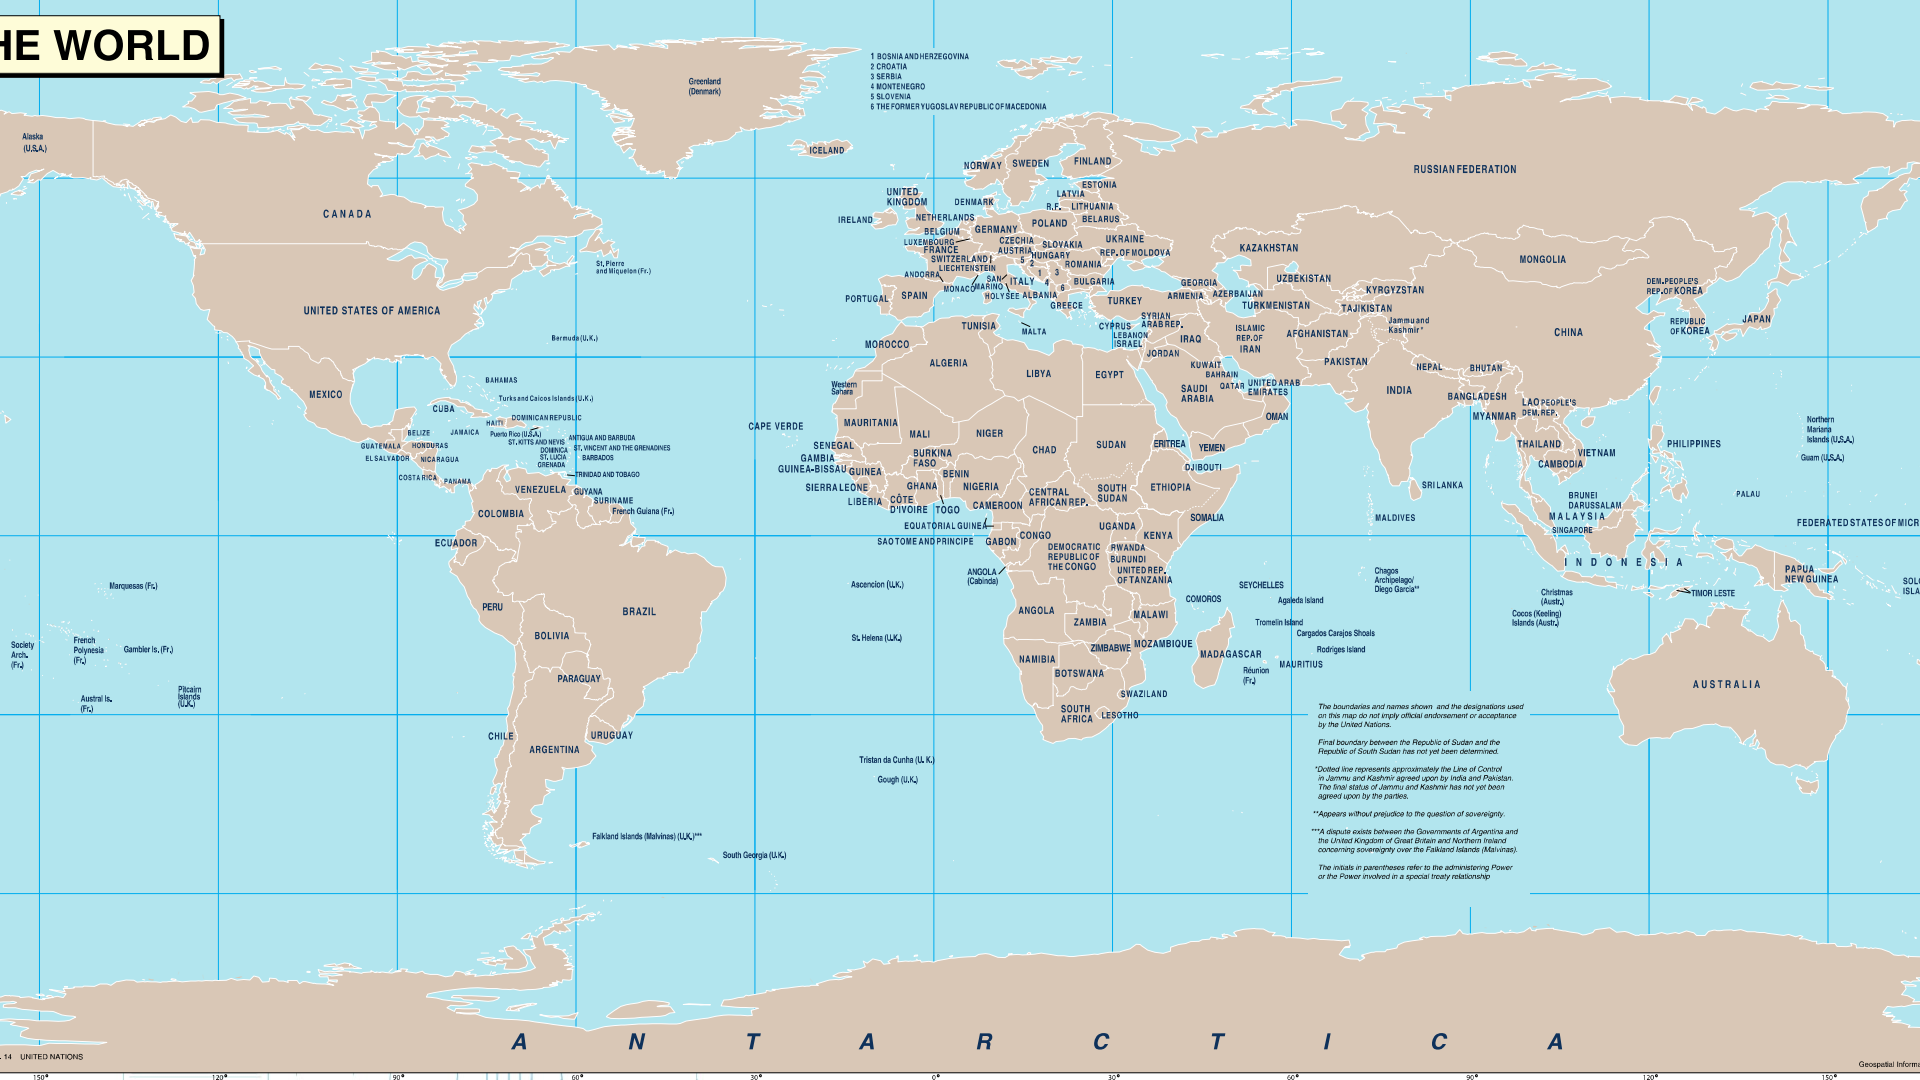 HE WORLD
1 BOSNIA AND HERZEGOVINA
2 CROATIA
3 SERBIA
4 MONTENEGRO
5 SLOVENIA
6 THE FORMER YUGOSLAV REPUBLIC OF MACEDONIA
Greenland
(Denmark)
Alaska
(U.S.A.)
ICELAND
NORWAY
SWEDEN
FINLAND
RUSSIAN FEDERATION
CANADA
UNITED
KINGDOM
IRELAND
DENMARK
ESTONIA
LATVIA
R.F.
LITHUANIA
BELARUS
NETHERLANDS
BELGIUM
LUXEMBOURG
GERMANY
POLAND
CZECHIA
SLOVAKIA
UKRAINE
FRANCE
AUSTRIA
HUNGARY
REP. OF MOLDOVA
SWITZERLAND
LIECHTENSTEIN
ROMANIA
5
2
1
3
4
6
ANDORRA
MONACO
SAN
MARINO
ITALY
BULGARIA
HOLY SEE
ALBANIA
GREECE
PORTUGAL
SPAIN
St. Pierre
and Miquelon (Fr.)
KAZAKHSTAN
MONGOLIA
UZBEKISTAN
KYRGYZSTAN
GEORGIA
ARMENIA
AZERBAIJAN
TURKMENISTAN
TAJIKISTAN
TURKEY
DEM. PEOPLE'S
REP. OF KOREA
REPUBLIC
OF KOREA
JAPAN
CHINA
UNITED STATES OF AMERICA
Bermuda (U.K.)
TUNISIA
MALTA
CYPRUS
LEBANON
ISRAEL
SYRIAN
ARAB REP.
IRAQ
JORDAN
ISLAMIC
REP. OF
IRAN
AFGHANISTAN
Jammu and
Kashmir *
PAKISTAN
NEPAL
BHUTAN
MOROCCO
ALGERIA
LIBYA
EGYPT
KUWAIT
BAHRAIN
QATAR
UNITED ARAB
EMIRATES
SAUDI
ARABIA
OMAN
INDIA
BANGLADESH
MYANMAR
LAO PEOPLE'S
DEM. REP.
Western
Sahara
MEXICO
BAHAMAS
Turks and Caicos Islands (U.K.)
CUBA
DOMINICAN REPUBLIC
HAITI
Puerto Rico (U.S.A.)
JAMAICA
BELIZE
ANTIGUA AND BARBUDA
ST. KITTS AND NEVIS
ST. VINCENT AND THE GRENADINES
DOMINICA
ST. LUCIA
BARBADOS
GRENADA
GUATEMALA
HONDURAS
EL SALVADOR
NICARAGUA
COSTA RICA
PANAMA
TRINIDAD AND TOBAGO
VENEZUELA
GUYANA
SURINAME
French Guiana (Fr.)
COLOMBIA
ECUADOR
PERU
BRAZIL
BOLIVIA
PARAGUAY
CHILE
ARGENTINA
URUGUAY
CAPE VERDE
MAURITANIA
MALI
NIGER
CHAD
SUDAN
ERITREA
YEMEN
DJIBOUTI
SENEGAL
GAMBIA
GUINEA-BISSAU
GUINEA
BURKINA
FASO
BENIN
SIERRA LEONE
LIBERIA
CÔTE
D'IVOIRE
GHANA
TOGO
NIGERIA
CAMEROON
CENTRAL
AFRICAN REP.
SOUTH
SUDAN
ETHIOPIA
SOMALIA
EQUATORIAL GUINEA
SAO TOME AND PRINCIPE
GABON
CONGO
DEMOCRATIC
REPUBLIC OF
THE CONGO
UGANDA
KENYA
RWANDA
BURUNDI
UNITED REP.
OF TANZANIA
ANGOLA
(Cabinda)
ANGOLA
ZAMBIA
MALAWI
MOZAMBIQUE
ZIMBABWE
NAMIBIA
BOTSWANA
SWAZILAND
SOUTH
AFRICA
LESOTHO
COMOROS
MADAGASCAR
SEYCHELLES
Agaleda Island
Tromelin Island
Cargados Carajos Shoals
Rodriges Island
MAURITIUS
Réunion
(Fr.)
Chagos
Archipelago/
Diego Garcia**
SRI LANKA
MALDIVES
THAILAND
VIETNAM
CAMBODIA
PHILIPPINES
BRUNEI
DARUSSALAM
MALAYSIA
SINGAPORE
INDONESIA
Christmas
(Austr.)
Cocos (Keeling)
Islands (Austr.)
TIMOR LESTE
PAPUA
NEW GUINEA
PALAU
Northern
Mariana
Islands (U.S.A.)
Guam (U.S.A.)
FEDERATED STATES OF MICR
SOLO
ISLA
AUSTRALIA
Marquesas (Fr.)
Society
Arch.
(Fr.)
French
Polynesia
(Fr.)
Gambier Is. (Fr.)
Austral Is.
(Fr.)
Pitcairn
Islands
(U.K.)
Ascencion (U.K.)
St. Helena (U.K.)
Tristan da Cunha (U. K.)
Gough (U.K.)
Falkland Islands (Malvinas) (U.K.)***
South Georgia (U.K.)
The boundaries and names shown and the designations used
on this map do not imply official endorsement or acceptance
by the United Nations.
Final boundary between the Republic of Sudan and the
Republic of South Sudan has not yet been determined.
*Dotted line represents approximately the Line of Control
in Jammu and Kashmir agreed upon by India and Pakistan.
The final status of Jammu and Kashmir has not yet been
agreed upon by the parties.
**Appears without prejudice to the question of sovereignty.
***A dispute exists between the Governments of Argentina and
the United Kingdom of Great Britain and Northern Ireland
concerning sovereignty over the Falkland Islands (Malvinas).
The initials in parentheses refer to the administering Power
or the Power involved in a special treaty relationship
ANTARCTICA
. 14 UNITED NATIONS
Geospatial Informa
150° 120° 90° 60° 30° 0° 30° 60° 90° 120° 150°